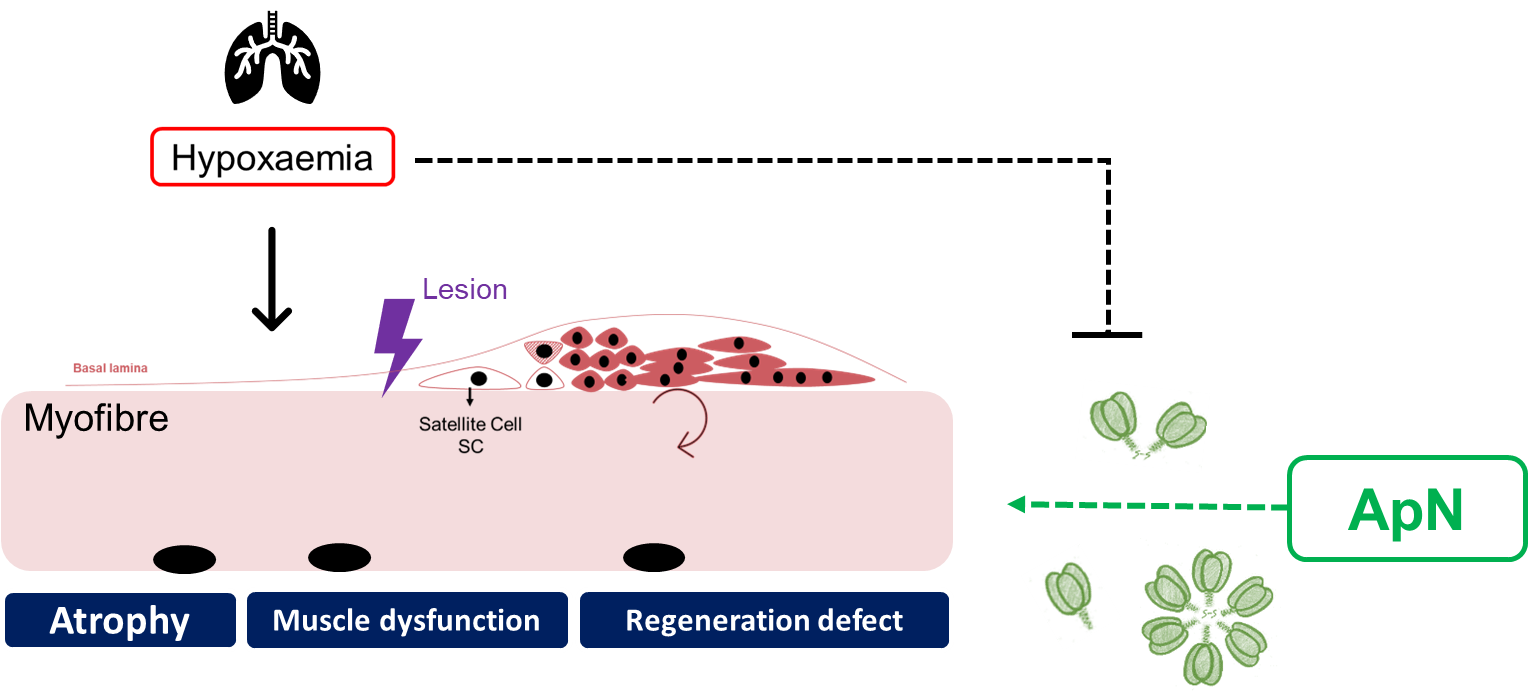 Hypoxaemia
Lesion
Basal lamina
Myofibre
Satellite Cell
SC
S-S
ApN
S-S
Atrophy
Muscle dysfunction
Regeneration defect